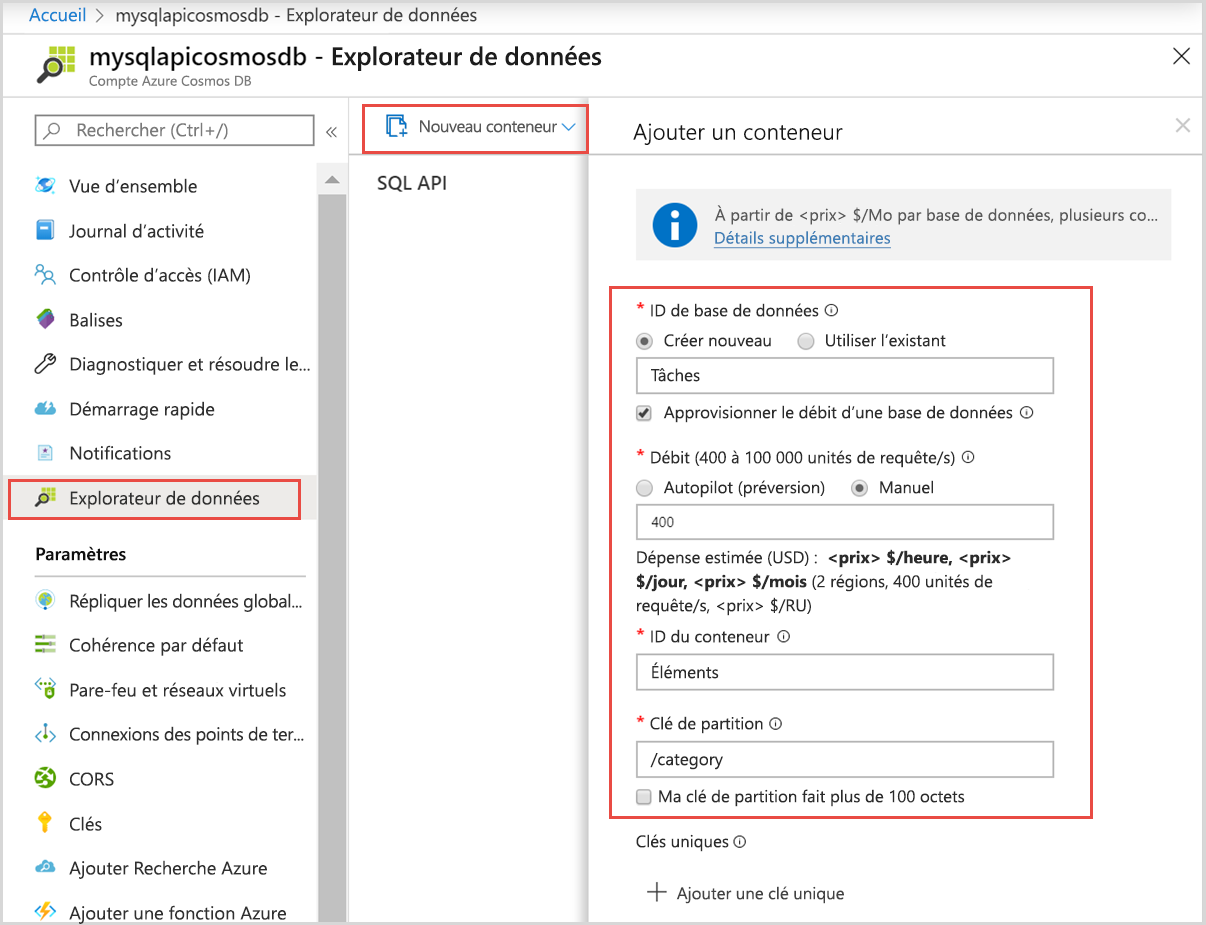 Accueil > mysqlapicosmosdb - Explorateur de données
mysqlapicosmosdb - Explorateur de données
Compte Azure Cosmos DB
Rechercher (Ctrl+/)
«
Vue d’ensemble
Journal d’activité
Contrôle d’accès (IAM)
Balises
Diagnostiquer et résoudre le...
Démarrage rapide
Notifications
Explorateur de données
Paramètres
Répliquer les données global...
Cohérence par défaut
Pare-feu et réseaux virtuels
Connexions des points de ter...
CORS
Clés
Ajouter Recherche Azure
Ajouter une fonction Azure
Nouveau conteneur
SQL API
Ajouter un conteneur
À partir de <prix> $/Mo par base de données, plusieurs co...
Détails supplémentaires
* ID de base de données
Créer nouveau Utiliser l’existant
Tâches
Approvisionner le débit d’une base de données
* Débit (400 à 100 000 unités de requête/s)
Autopilot (préversion) Manuel
400
Dépense estimée (USD) : <prix> $/heure, <prix>
$/jour, <prix> $/mois (2 régions, 400 unités de
requête/s, <prix> $/RU)
* ID du conteneur
Éléments
* Clé de partition
/category
Ma clé de partition fait plus de 100 octets
Clés uniques
Ajouter une clé unique